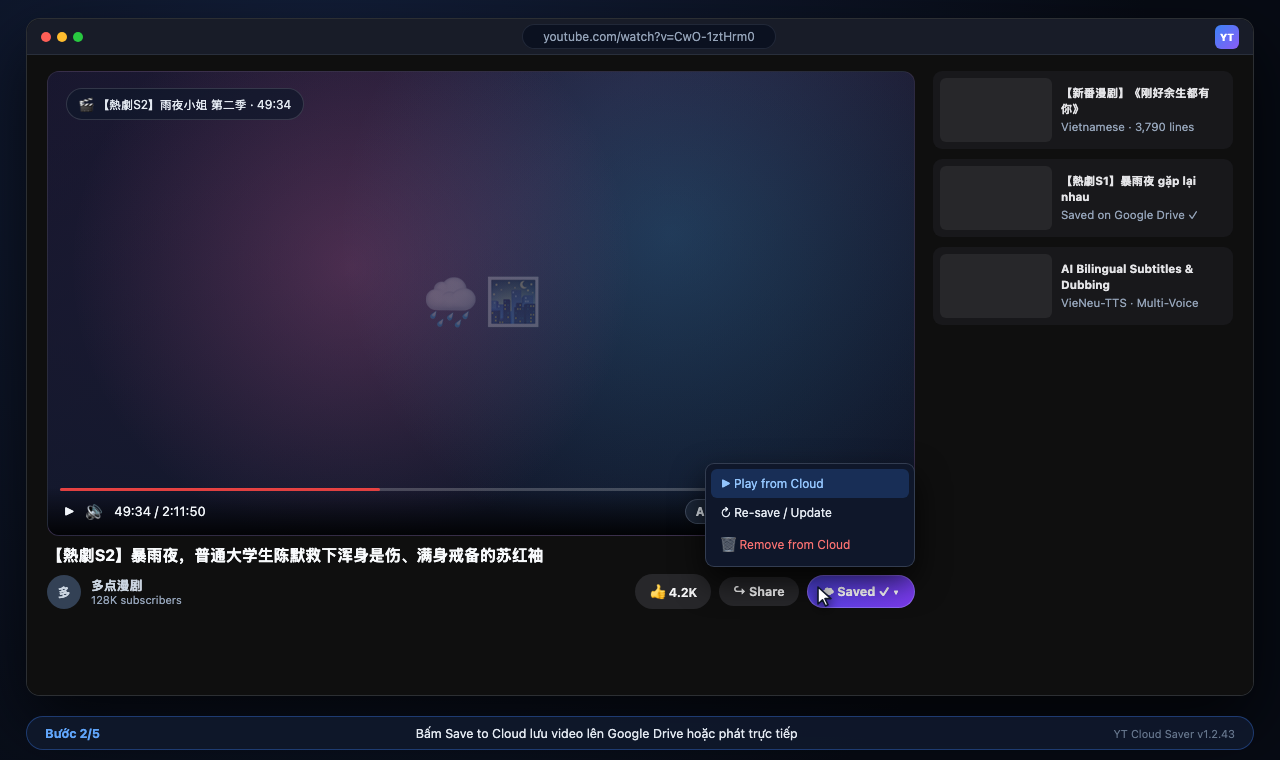 youtube.com/watch?v=CwO-1ztHrm0
YT
【熱劇S2】雨夜小姐 第二季 · 49:34
【新番漫剧】《刚好余生都有
你》
Vietnamese · 3,790 lines
【熱劇S1】暴雨夜 gặp lại
nhau
Saved on Google Drive ✓
AI Bilingual Subtitles &
Dubbing
VieNeu-TTS · Multi-Voice
▶ Play from Cloud
↻ Re-save / Update
Remove from Cloud
49:34 / 2:11:50
【熱劇S2】暴雨夜，普通大学生陈默救下浑身是伤、满身戒备的苏红袖
多
多点漫剧
128K subscribers
👍 4.2K
↪ Share
Saved ✓ ▾
Bước 2/5
Bấm Save to Cloud lưu video lên Google Drive hoặc phát trực tiếp
YT Cloud Saver v1.2.43